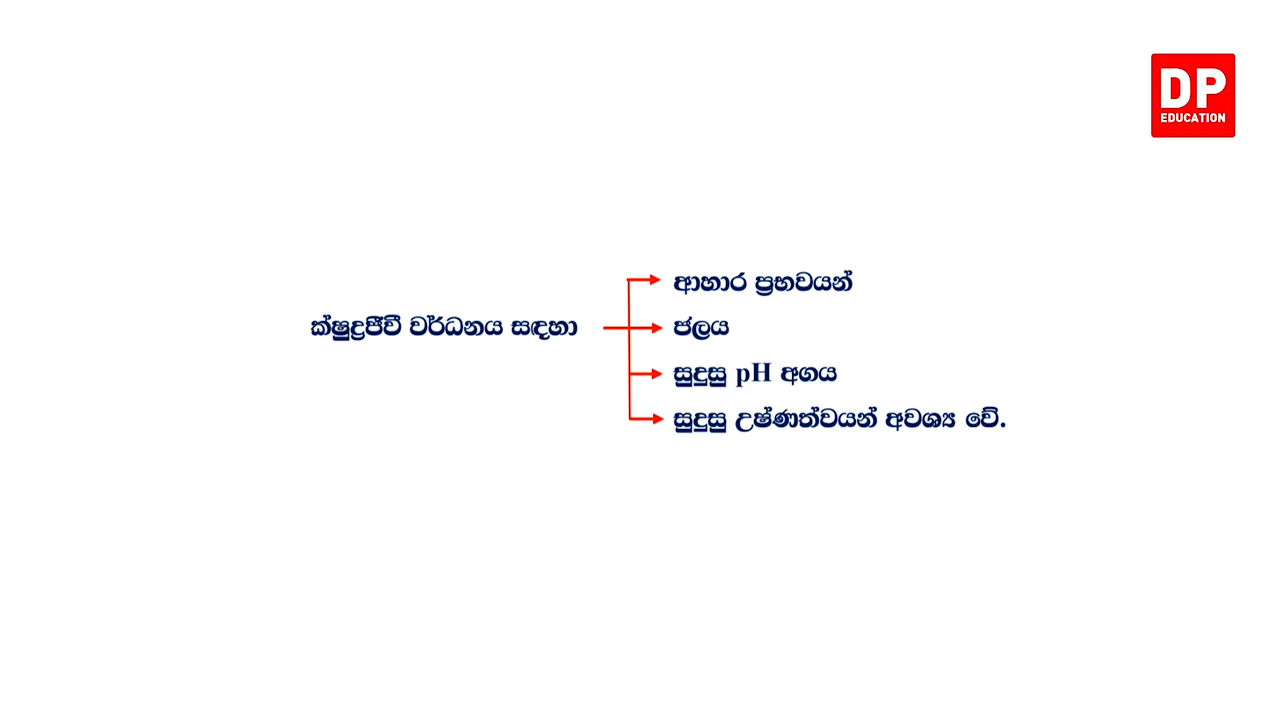 DP
EDUCATION
ආහාර ප්‍රභවයන්
ක්ෂුද්‍රජීවී වර්ධනය සඳහා
ජලය
සුදුසු pH අගය
සුදුසු උෂ්ණත්වයන් අවශ්‍ය වේ.